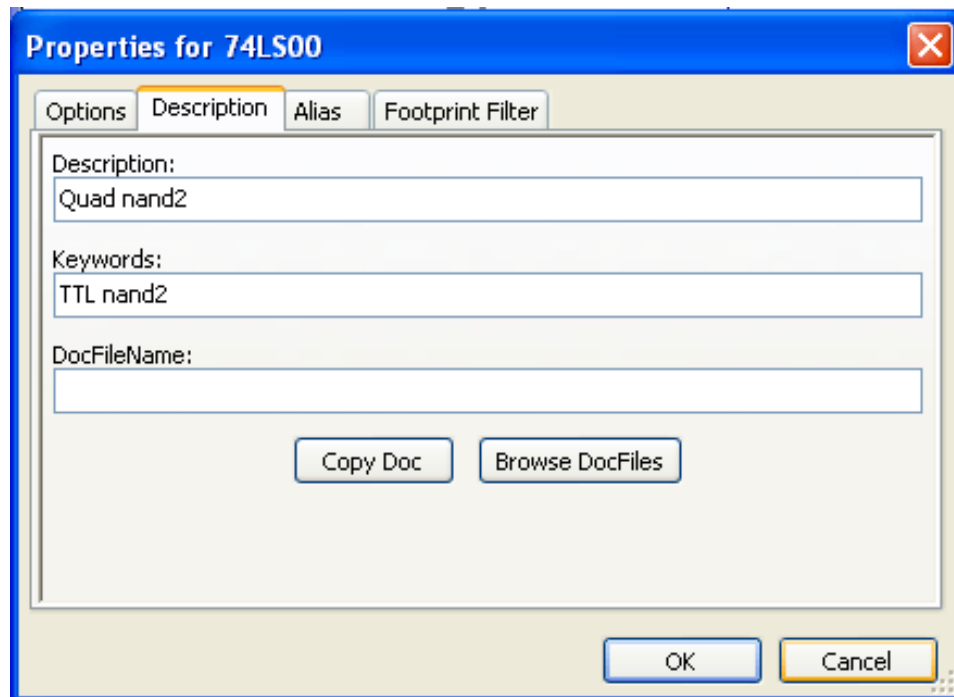 Properties for 74LS00
Options Description Alias Footprint Filter
Description:
Quad nand2
Keywords:
TTL nand2
DocFileName:
Copy Doc Browse DocFiles
OK Cancel